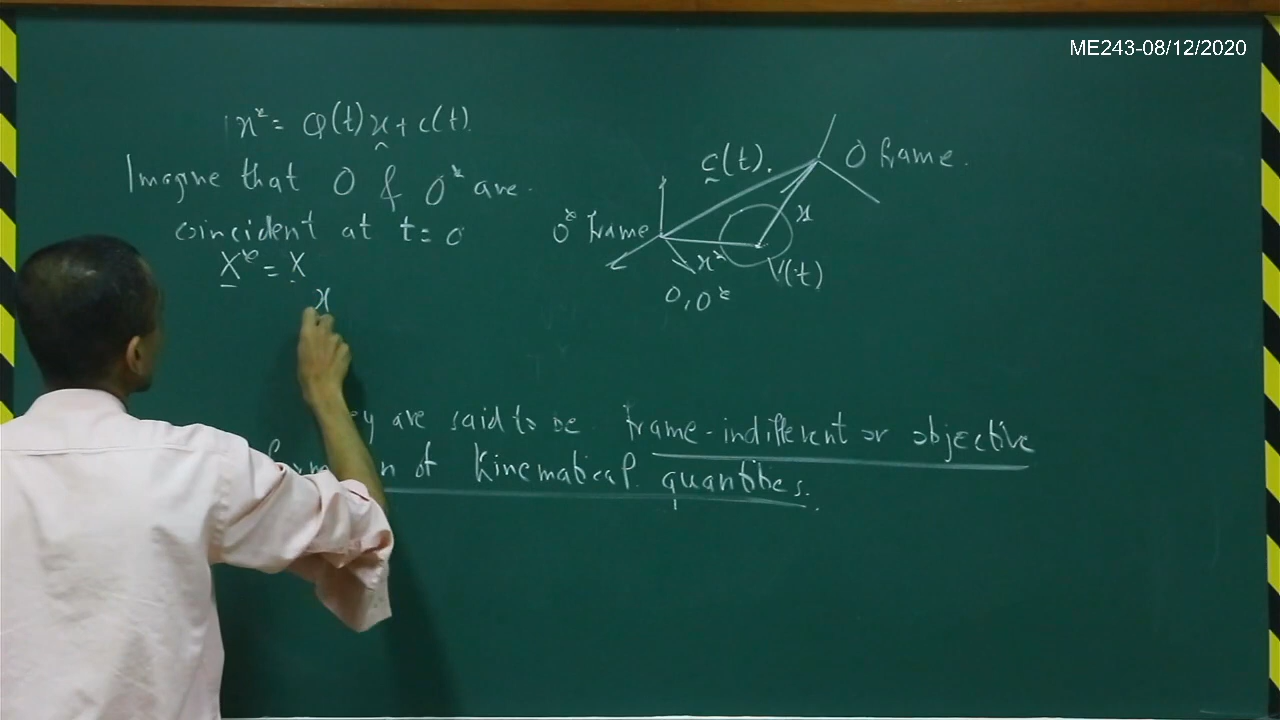 ME243-08/12/2020
x* = Q(t)x + c(t).
Imagine that O & O* are
coincident at t = 0
X* = X
x
c(t).
O frame.
x
O* frame
x*
V(t)
O, O*
are said to be frame-indifferent or objective
of Kinematical quantities.